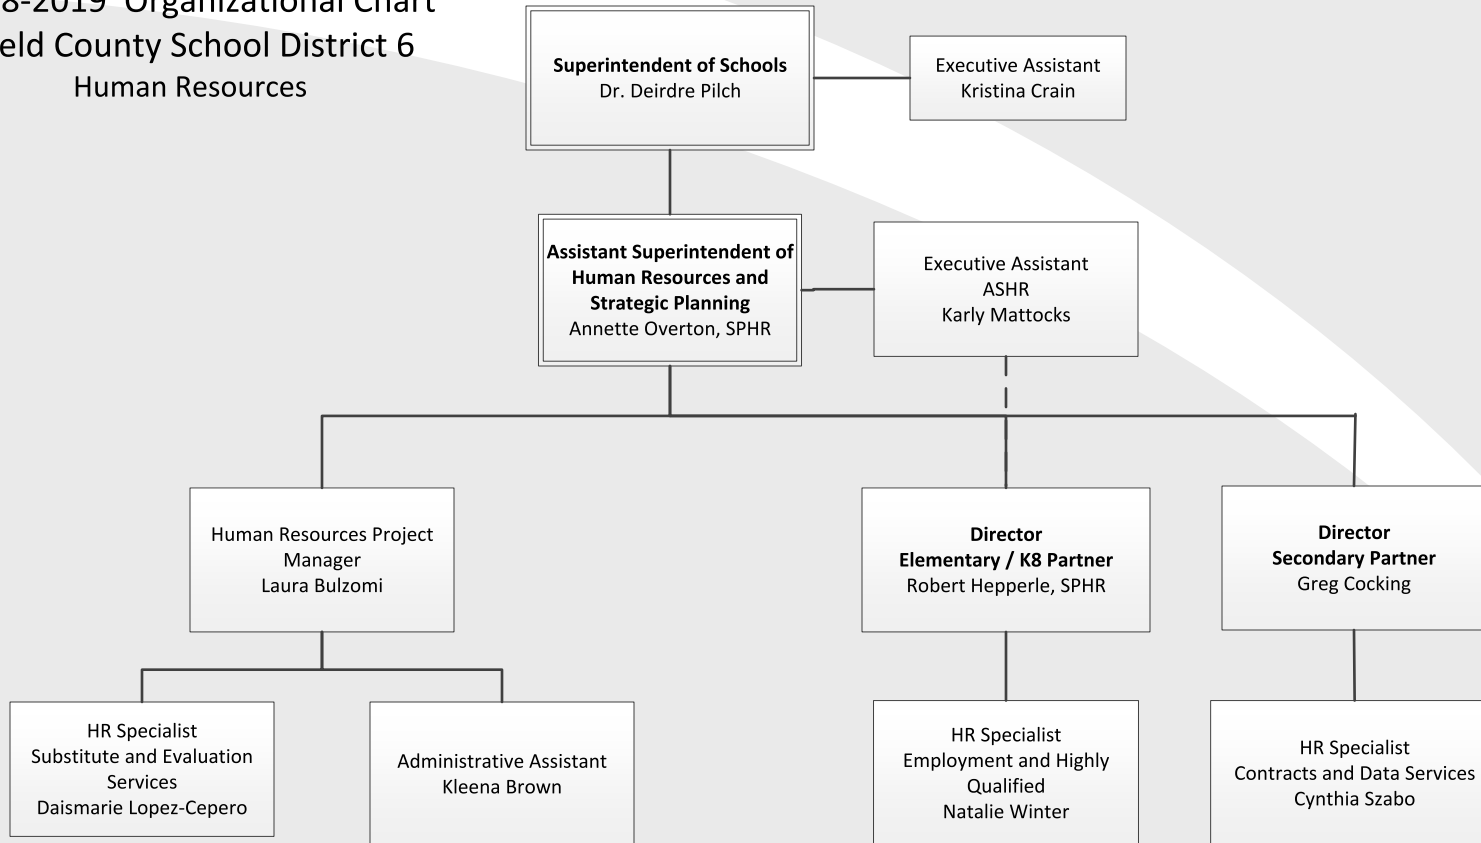 8-2019 Organizational Chart
eld County School District 6
Human Resources
Superintendent of Schools
Dr. Deirdre Pilch
Executive Assistant
Kristina Crain
Assistant Superintendent of
Human Resources and
Strategic Planning
Annette Overton, SPHR
Executive Assistant
ASHR
Karly Mattocks
Human Resources Project
Manager
Laura Bulzomi
Director
Elementary / K8 Partner
Robert Hepperle, SPHR
Director
Secondary Partner
Greg Cocking
HR Specialist
Substitute and Evaluation
Services
Daismarie Lopez-Cepero
Administrative Assistant
Kleena Brown
HR Specialist
Employment and Highly
Qualified
Natalie Winter
HR Specialist
Contracts and Data Services
Cynthia Szabo